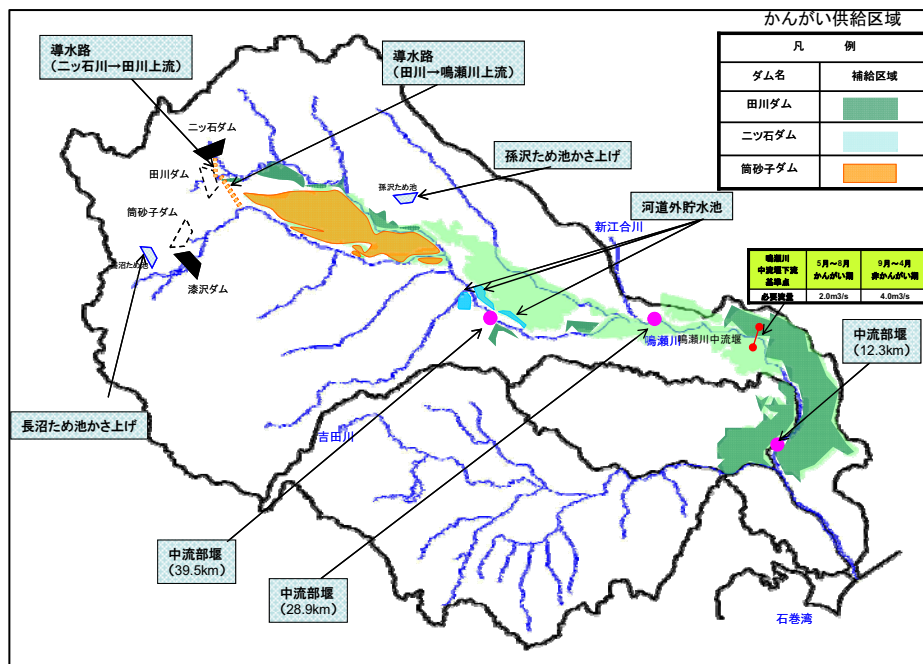 かんがい供給区域
凡　例
ダム名 補給区域
田川ダム
二ッ石ダム
筒砂子ダム
導水路
（二ッ石川→田川上流）
導水路
（田川→鳴瀬川上流）
二ッ石ダム
田川ダム
孫沢ため池かさ上げ
孫沢ため池
筒砂子ダム
河道外貯水池
新江合川
長沼ため池
漆沢ダム
鳴瀬川
中流堰下流
基準点
5月～8月
かんがい期
9月～4月
非かんがい期
必要流量 2.0m3/s 4.0m3/s
鳴瀬川
鳴瀬川中流堰
中流部堰
（12.3km）
長沼ため池かさ上げ
吉田川
中流部堰
（39.5km）
中流部堰
（28.9km）
石巻湾